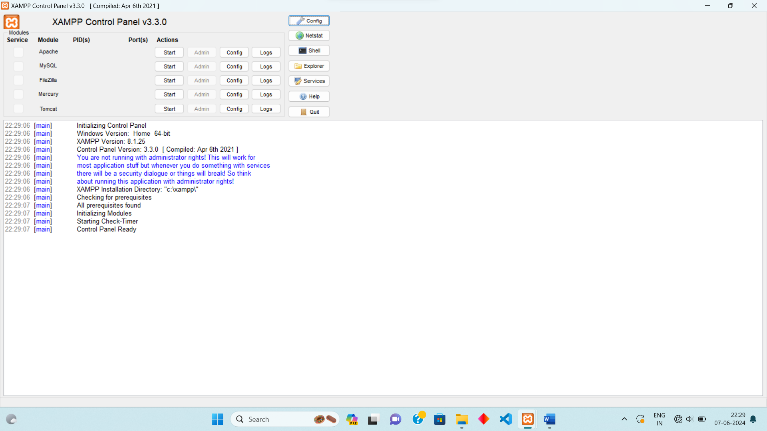 XAMPP Control Panel v3.3.0 [ Compiled: Apr 6th 2021 ]
XAMPP Control Panel v3.3.0
Config
Modules
Service Module PID(s) Port(s) Actions
Netstat
Apache Start Admin Config Logs
Shell
MySQL Start Admin Config Logs
Explorer
FileZilla Start Admin Config Logs
Services
Mercury Start Admin Config Logs
Help
Tomcat Start Admin Config Logs
Quit
22:29:06 [main] Initializing Control Panel
22:29:06 [main] Windows Version: Home 64-bit
22:29:06 [main] XAMPP Version: 8.1.25
22:29:06 [main] Control Panel Version: 3.3.0 [ Compiled: Apr 6th 2021 ]
22:29:06 [main] You are not running with administrator rights! This will work for
22:29:06 [main] most application stuff but whenever you do something with services
22:29:06 [main] there will be a security dialogue or things will break! So think
22:29:06 [main] about running this application with administrator rights!
22:29:06 [main] XAMPP Installation Directory: "c:\xampp\"
22:29:06 [main] Checking for prerequisites
22:29:07 [main] All prerequisites found
22:29:07 [main] Initializing Modules
22:29:07 [main] Starting Check-Timer
22:29:07 [main] Control Panel Ready
Search
ENG
IN
22:29
07-06-2024